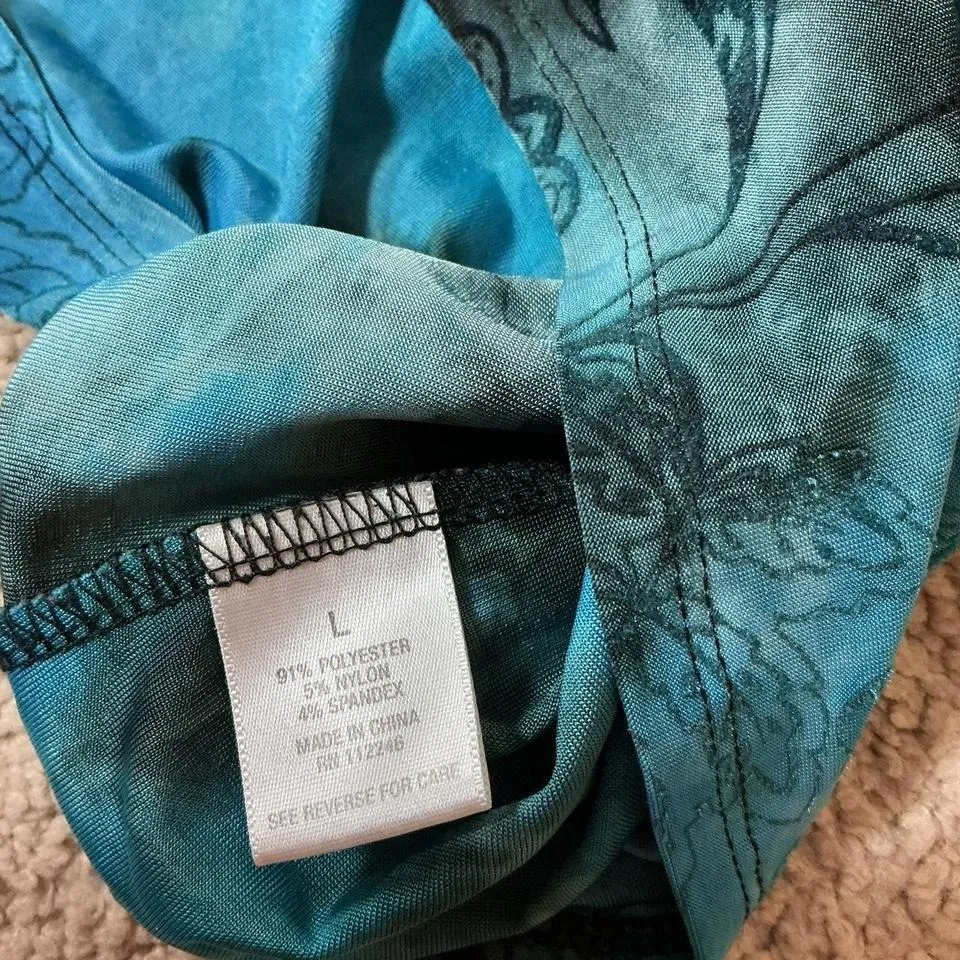 L
91% POLYESTER
5% NYLON
4% SPANDEX
MADE IN CHINA
RN 112246
SEE REVERSE FOR CARE